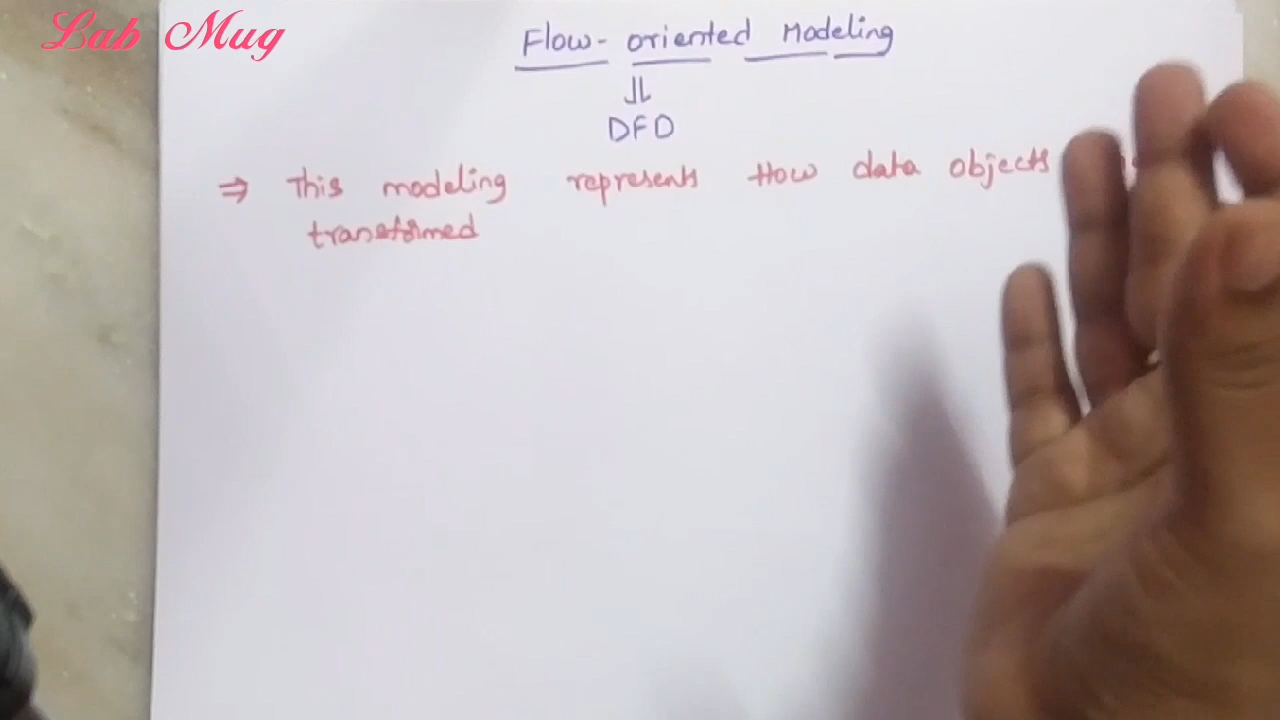 Lab Mug
Flow- oriented Modeling
⇓
DFD
⇒ This modeling represents How data objects
transformed